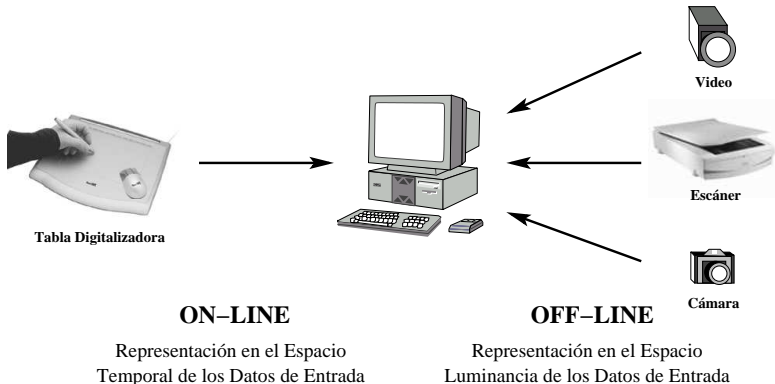 Video
Escáner
Tabla Digitalizadora
Cámara
ON–LINE
Representación en el Espacio
Temporal de los Datos de Entrada
OFF–LINE
Representación en el Espacio
Luminancia de los Datos de Entrada